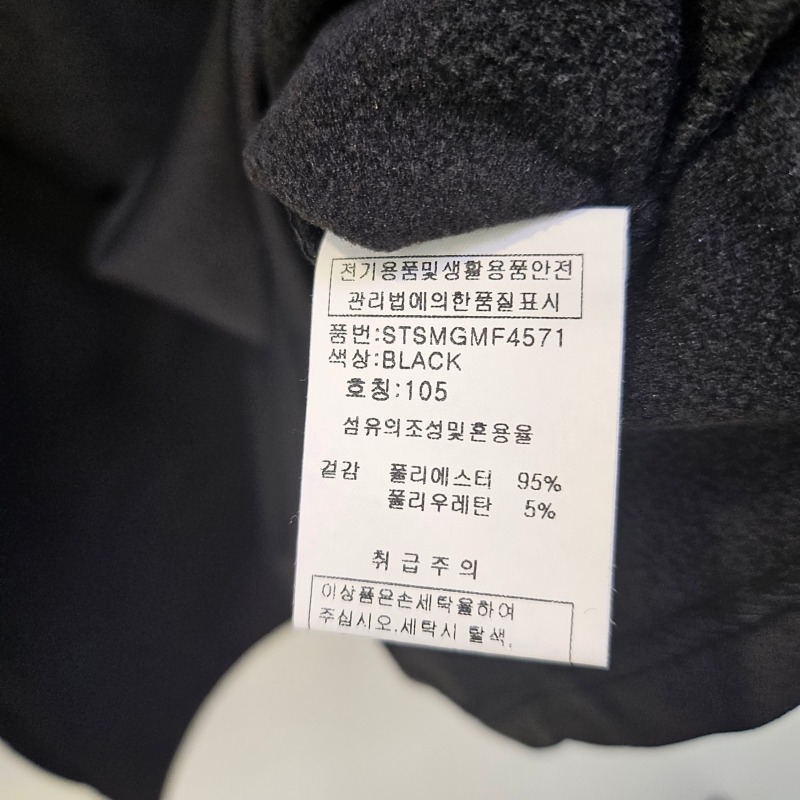 전기용품및생활용품안전
관리법에의한품질표시
품번:STSMGMF4571
색상:BLACK
호칭:105
섬유의조성및혼용율
겉감 폴리에스터 95%
폴리우레탄 5%
취급주의
이상품은손세탁을하여
주십시오.세탁시 탈색,